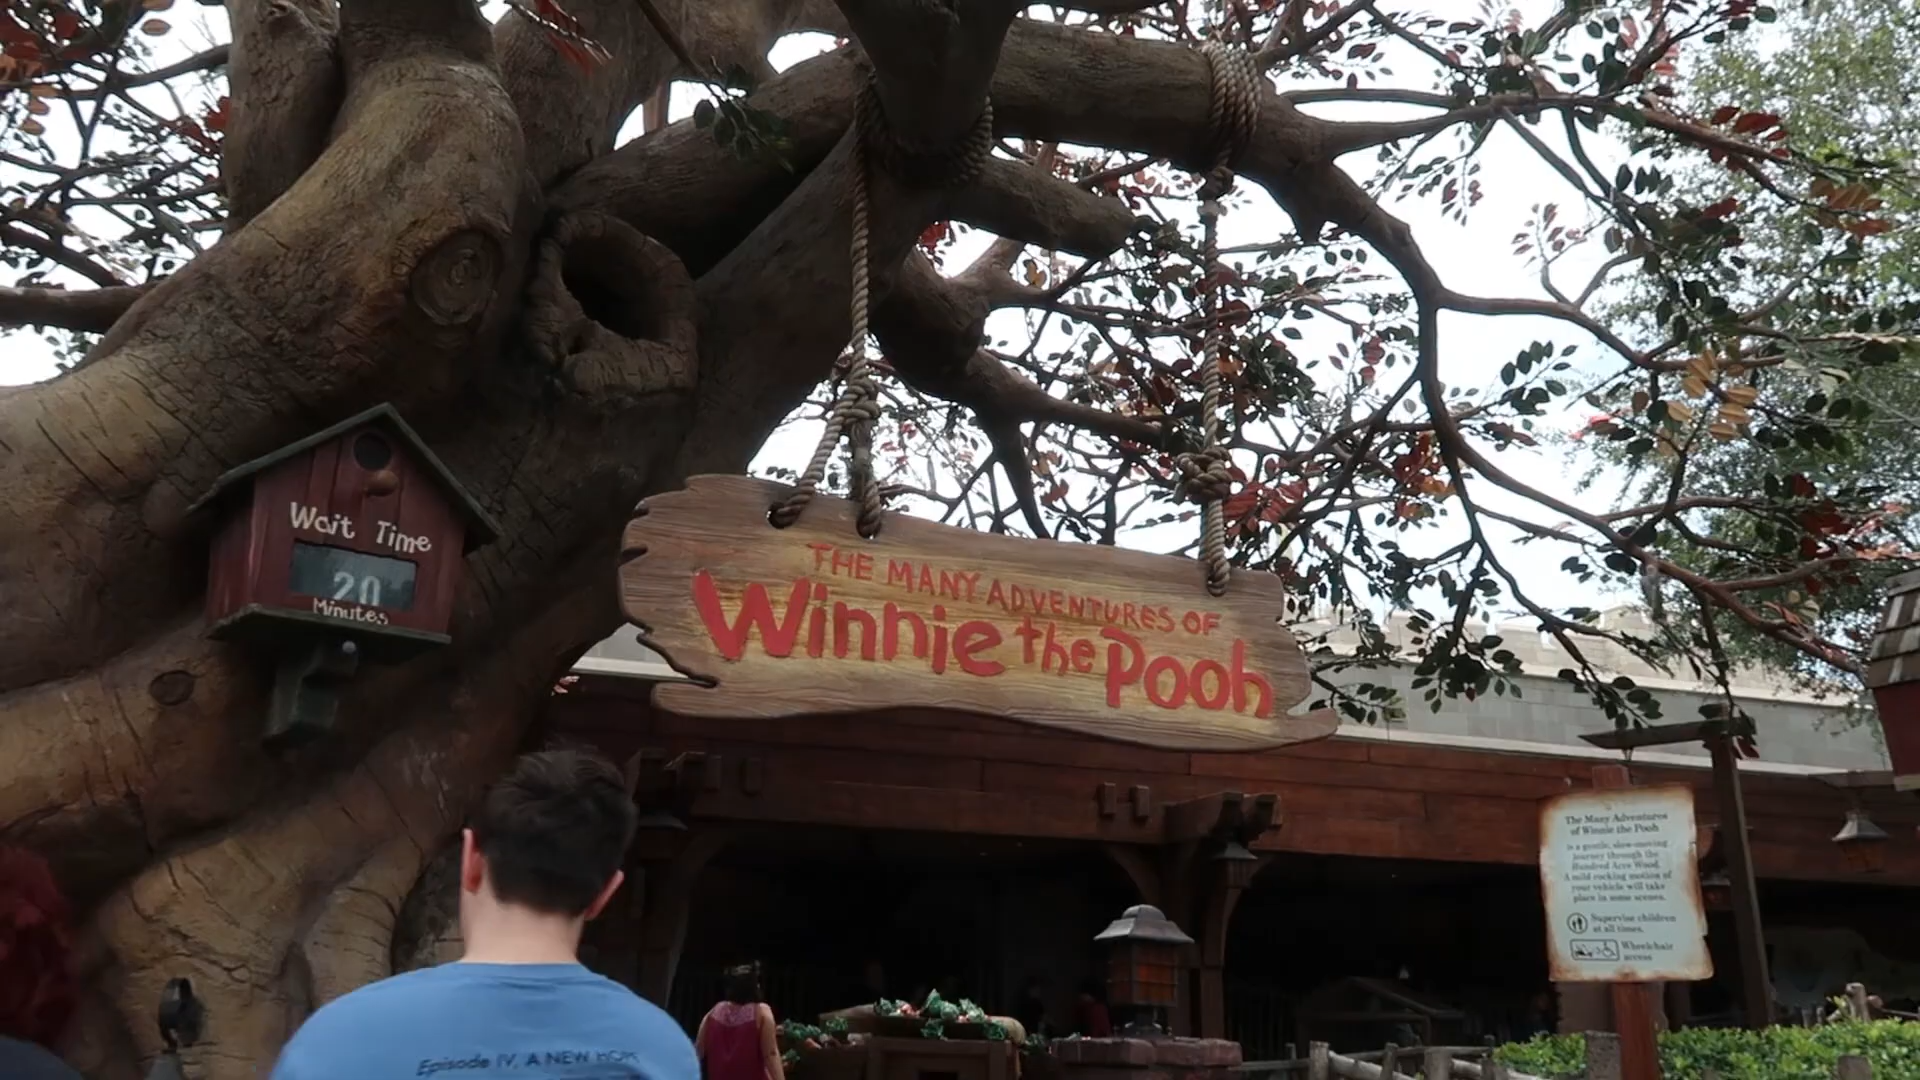 Wait Time
20
Minutes
THE MANY ADVENTURES OF
Winnie the Pooh
The Many Adventures
of Winnie the Pooh
is a gentle, slow-moving
journey through the
Hundred Acre Wood.
A mild rocking motion of
your vehicle will take
place in some scenes.
Supervise children
at all times.
Wheelchair
access
Episode IV, A NEW HOPE